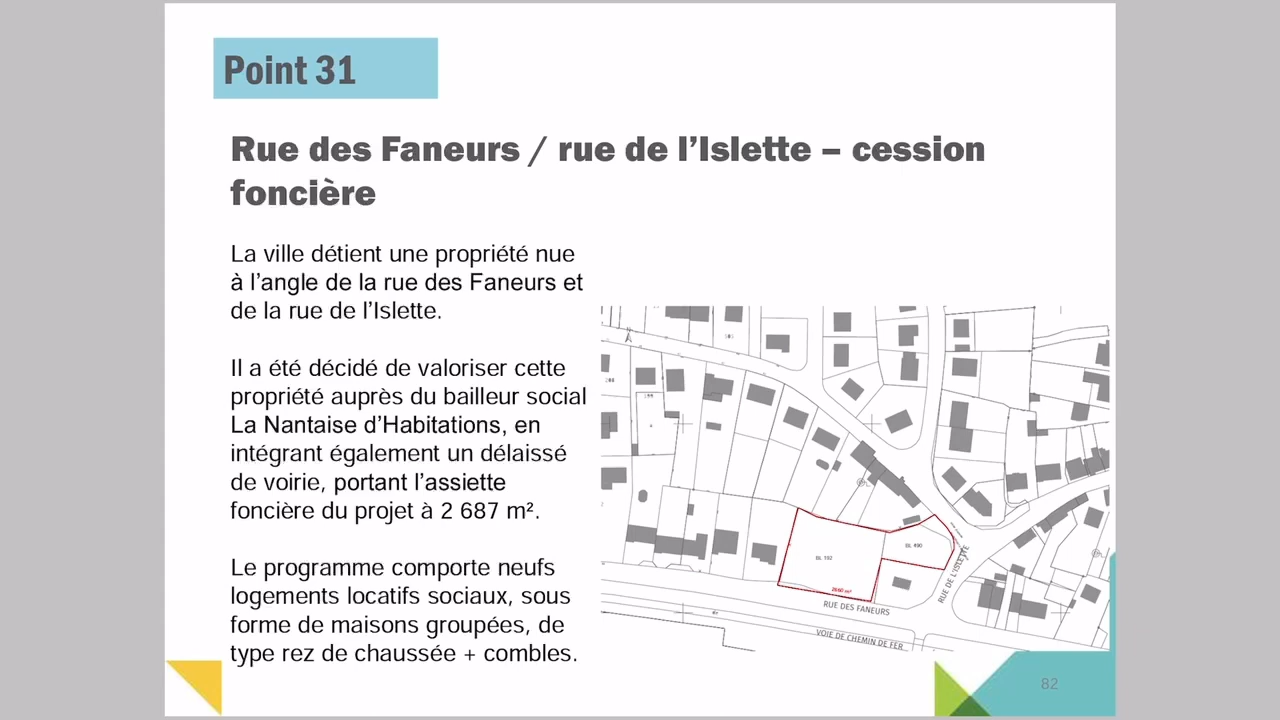 Point 31
Rue des Faneurs / rue de l’Islette – cession
foncière
La ville détient une propriété nue
à l’angle de la rue des Faneurs et
de la rue de l’Islette.
Il a été décidé de valoriser cette
propriété auprès du bailleur social
La Nantaise d’Habitations, en
intégrant également un délaissé
de voirie, portant l’assiette
foncière du projet à 2 687 m².
Le programme comporte neufs
logements locatifs sociaux, sous
forme de maisons groupées, de
type rez de chaussée + combles.
BL 490
RUE DE L'ISLETTE
RUE DES FANEURS
VOIE DE CHEMIN DE FER
82